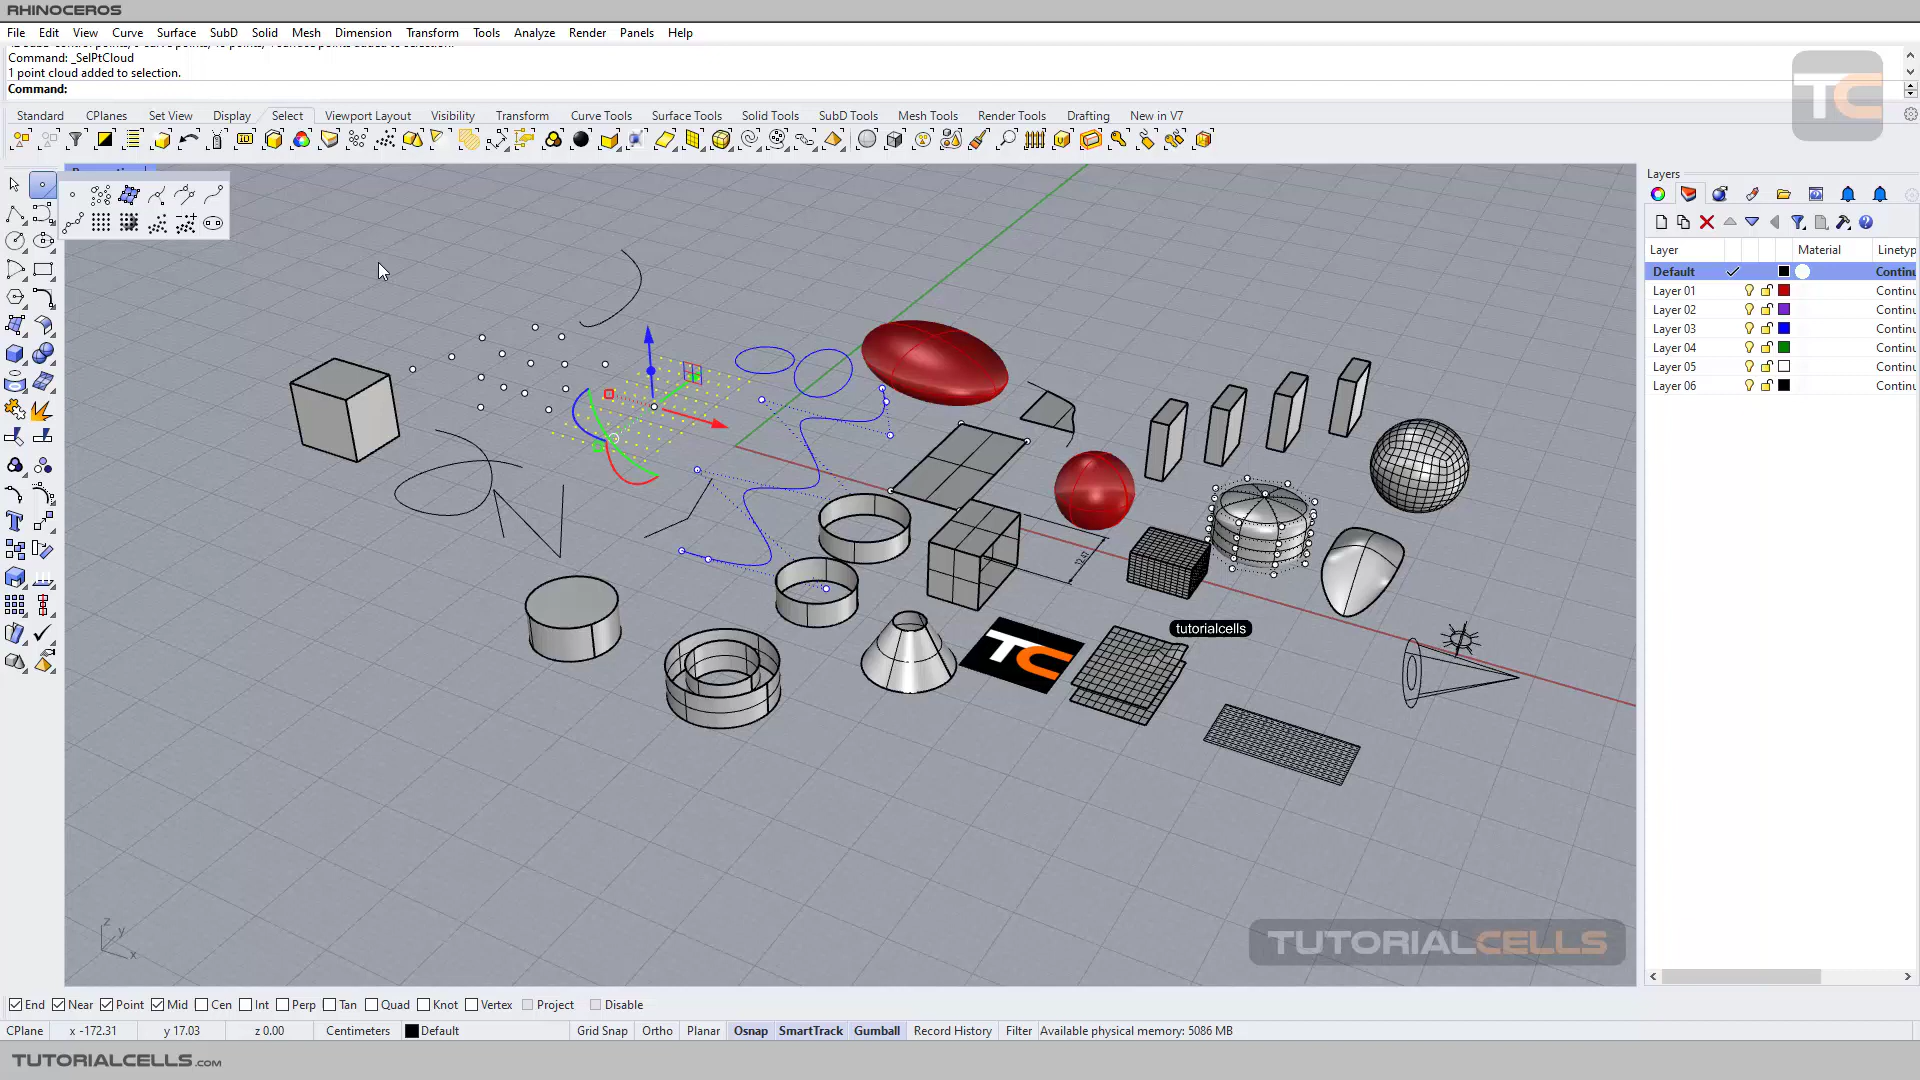 RHINOCEROS
File Edit View Curve Surface SubD Solid Mesh Dimension Transform Tools Analyze Render Panels Help
Command: _SelPtCloud
1 point cloud added to selection.
Command:
TC
Standard CPlanes Set View Display Select Viewport Layout Visibility Transform Curve Tools Surface Tools Solid Tools SubD Tools Mesh Tools Render Tools Drafting New in V7
Layers
Layer Material Linetyp
Default Continu
Layer 01 Continu
Layer 02 Continu
Layer 03 Continu
Layer 04 Continu
Layer 05 Continu
Layer 06 Continu
tutorialcells
TC
z
y
x
TUTORIALCELLS
End Near Point Mid Cen Int Perp Tan Quad Knot Vertex Project Disable
CPlane x -172.31 y 17.03 z 0.00 Centimeters Default Grid Snap Ortho Planar Osnap SmartTrack Gumball Record History Filter Available physical memory: 5086 MB
TUTORIALCELLS.COM